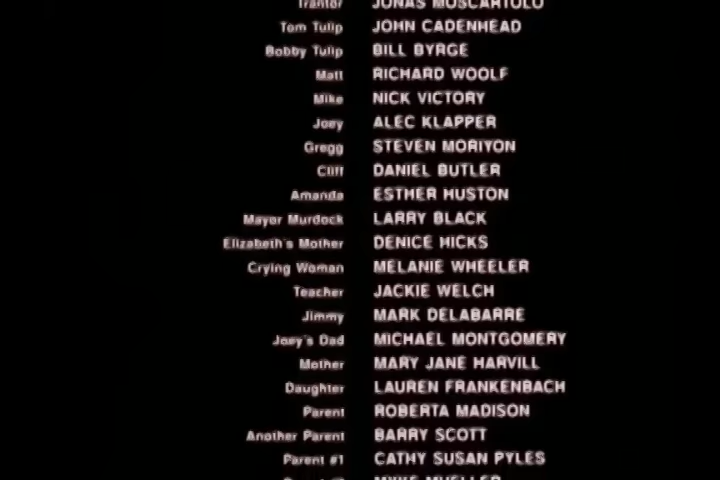 Trantor JONAS MOSCARTOLO
Tom Tulip JOHN CADENHEAD
Bobby Tulip BILL BYRGE
Matt RICHARD WOOLF
Mike NICK VICTORY
Joey ALEC KLAPPER
Gregg STEVEN MORIYON
Cliff DANIEL BUTLER
Amanda ESTHER HUSTON
Mayor Murdock LARRY BLACK
Elizabeth's Mother DENICE HICKS
Crying Woman MELANIE WHEELER
Teacher JACKIE WELCH
Jimmy MARK DELABARRE
Joey's Dad MICHAEL MONTGOMERY
Mother MARY JANE HARVILL
Daughter LAUREN FRANKENBACH
Parent ROBERTA MADISON
Another Parent BARRY SCOTT
Parent #1 CATHY SUSAN PYLES